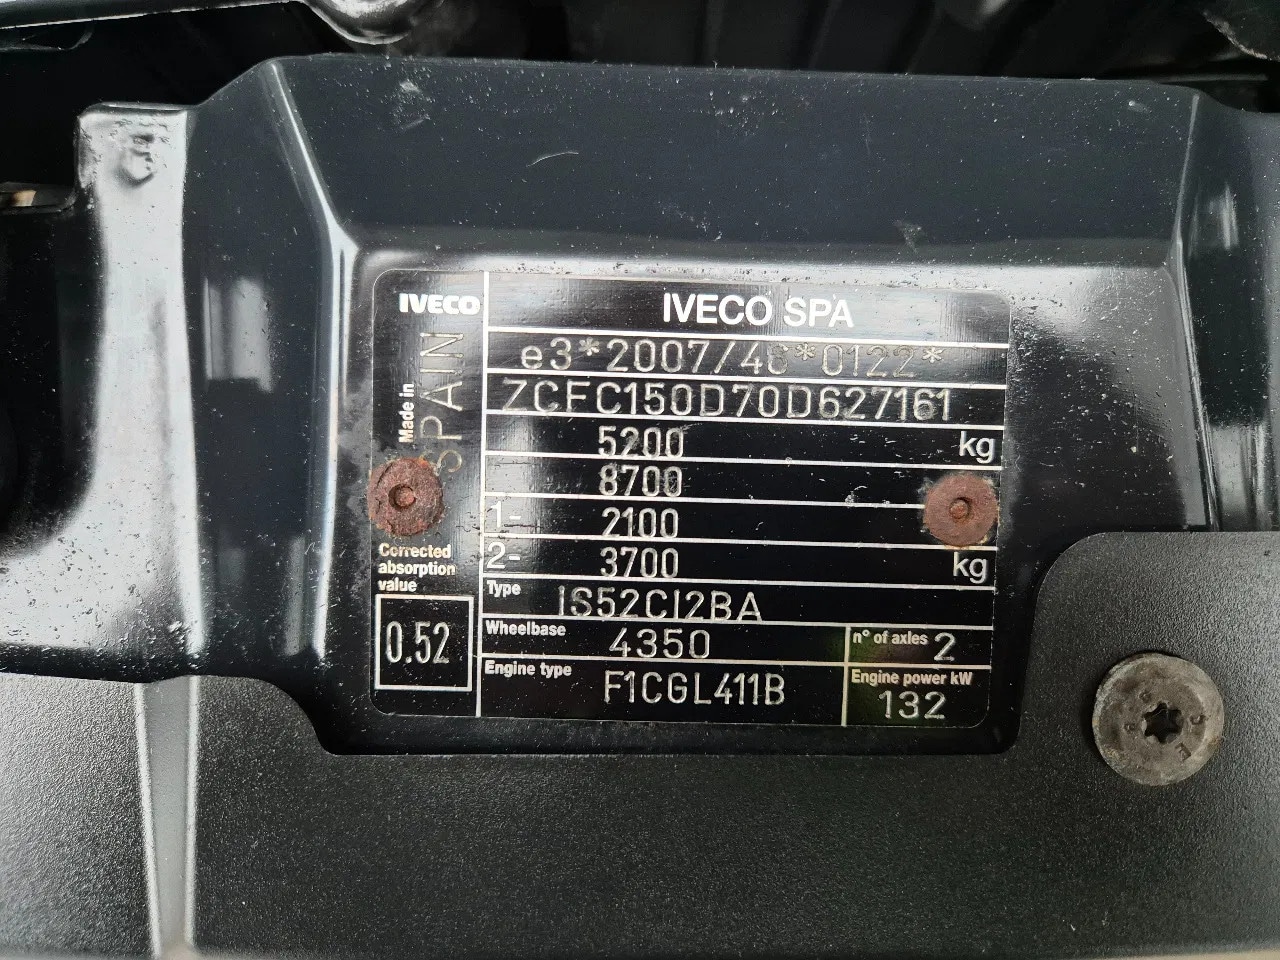 IVECO
IVECO SPA
Made in
SPAIN
e3*2007/46*0122*
ZCFC150D70D627161
5200 kg
8700
1- 2100
2- 3700 kg
Corrected
absorption
value
0.52
Type IS52CI2BA
Wheelbase 4350
n° of axles 2
Engine type F1CGL411B
Engine power kW
132